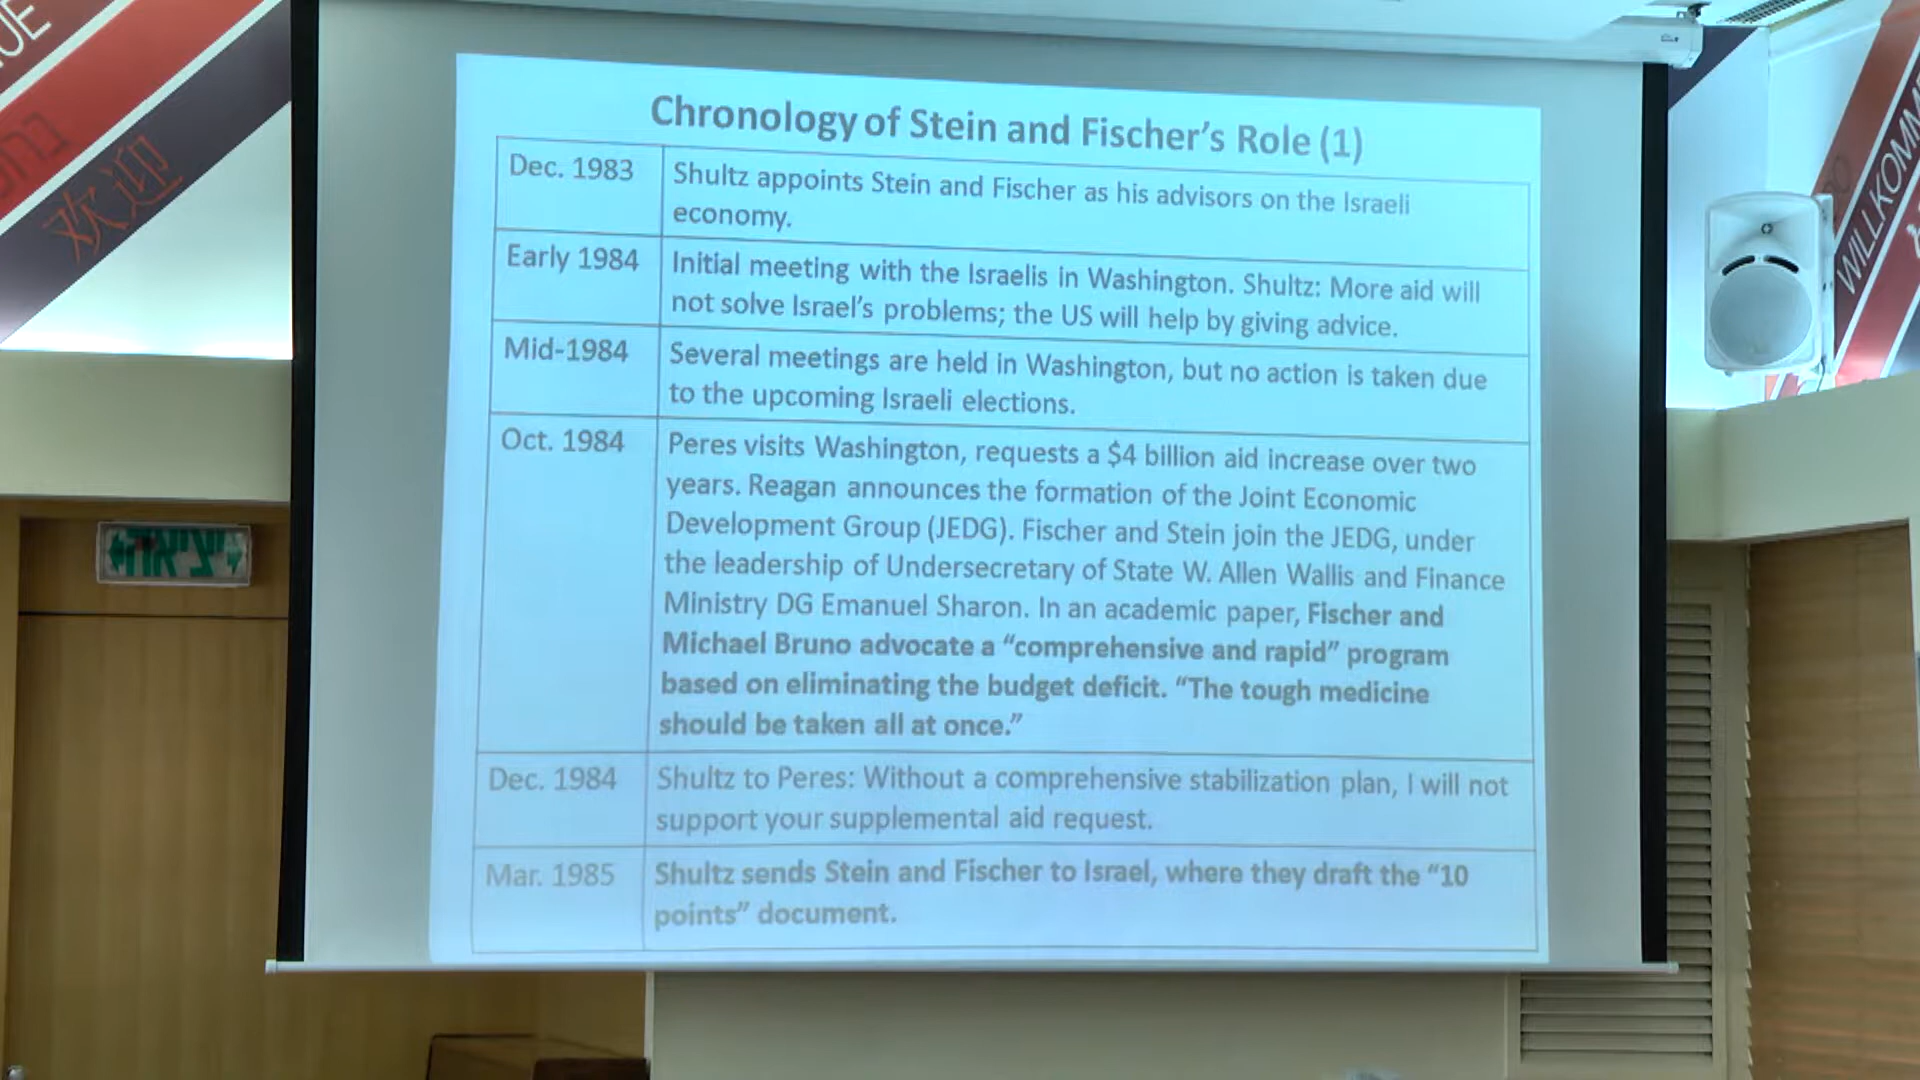 UE
欢迎
Chronology of Stein and Fischer's Role (1)
Dec. 1983
Shultz appoints Stein and Fischer as his advisors on the Israeli
economy.
Early 1984
Initial meeting with the Israelis in Washington. Shultz: More aid will
not solve Israel's problems; the US will help by giving advice.
Mid-1984
Several meetings are held in Washington, but no action is taken due
to the upcoming Israeli elections.
Oct. 1984
Peres visits Washington, requests a $4 billion aid increase over two
years. Reagan announces the formation of the Joint Economic
Development Group (JEDG). Fischer and Stein join the JEDG, under
the leadership of Undersecretary of State W. Allen Wallis and Finance
Ministry DG Emanuel Sharon. In an academic paper, Fischer and
Michael Bruno advocate a “comprehensive and rapid” program
based on eliminating the budget deficit. “The tough medicine
should be taken all at once.”
Dec. 1984
Shultz to Peres: Without a comprehensive stabilization plan, I will not
support your supplemental aid request.
Mar. 1985
Shultz sends Stein and Fischer to Israel, where they draft the “10
points” document.
יציאה
WILLKOMM